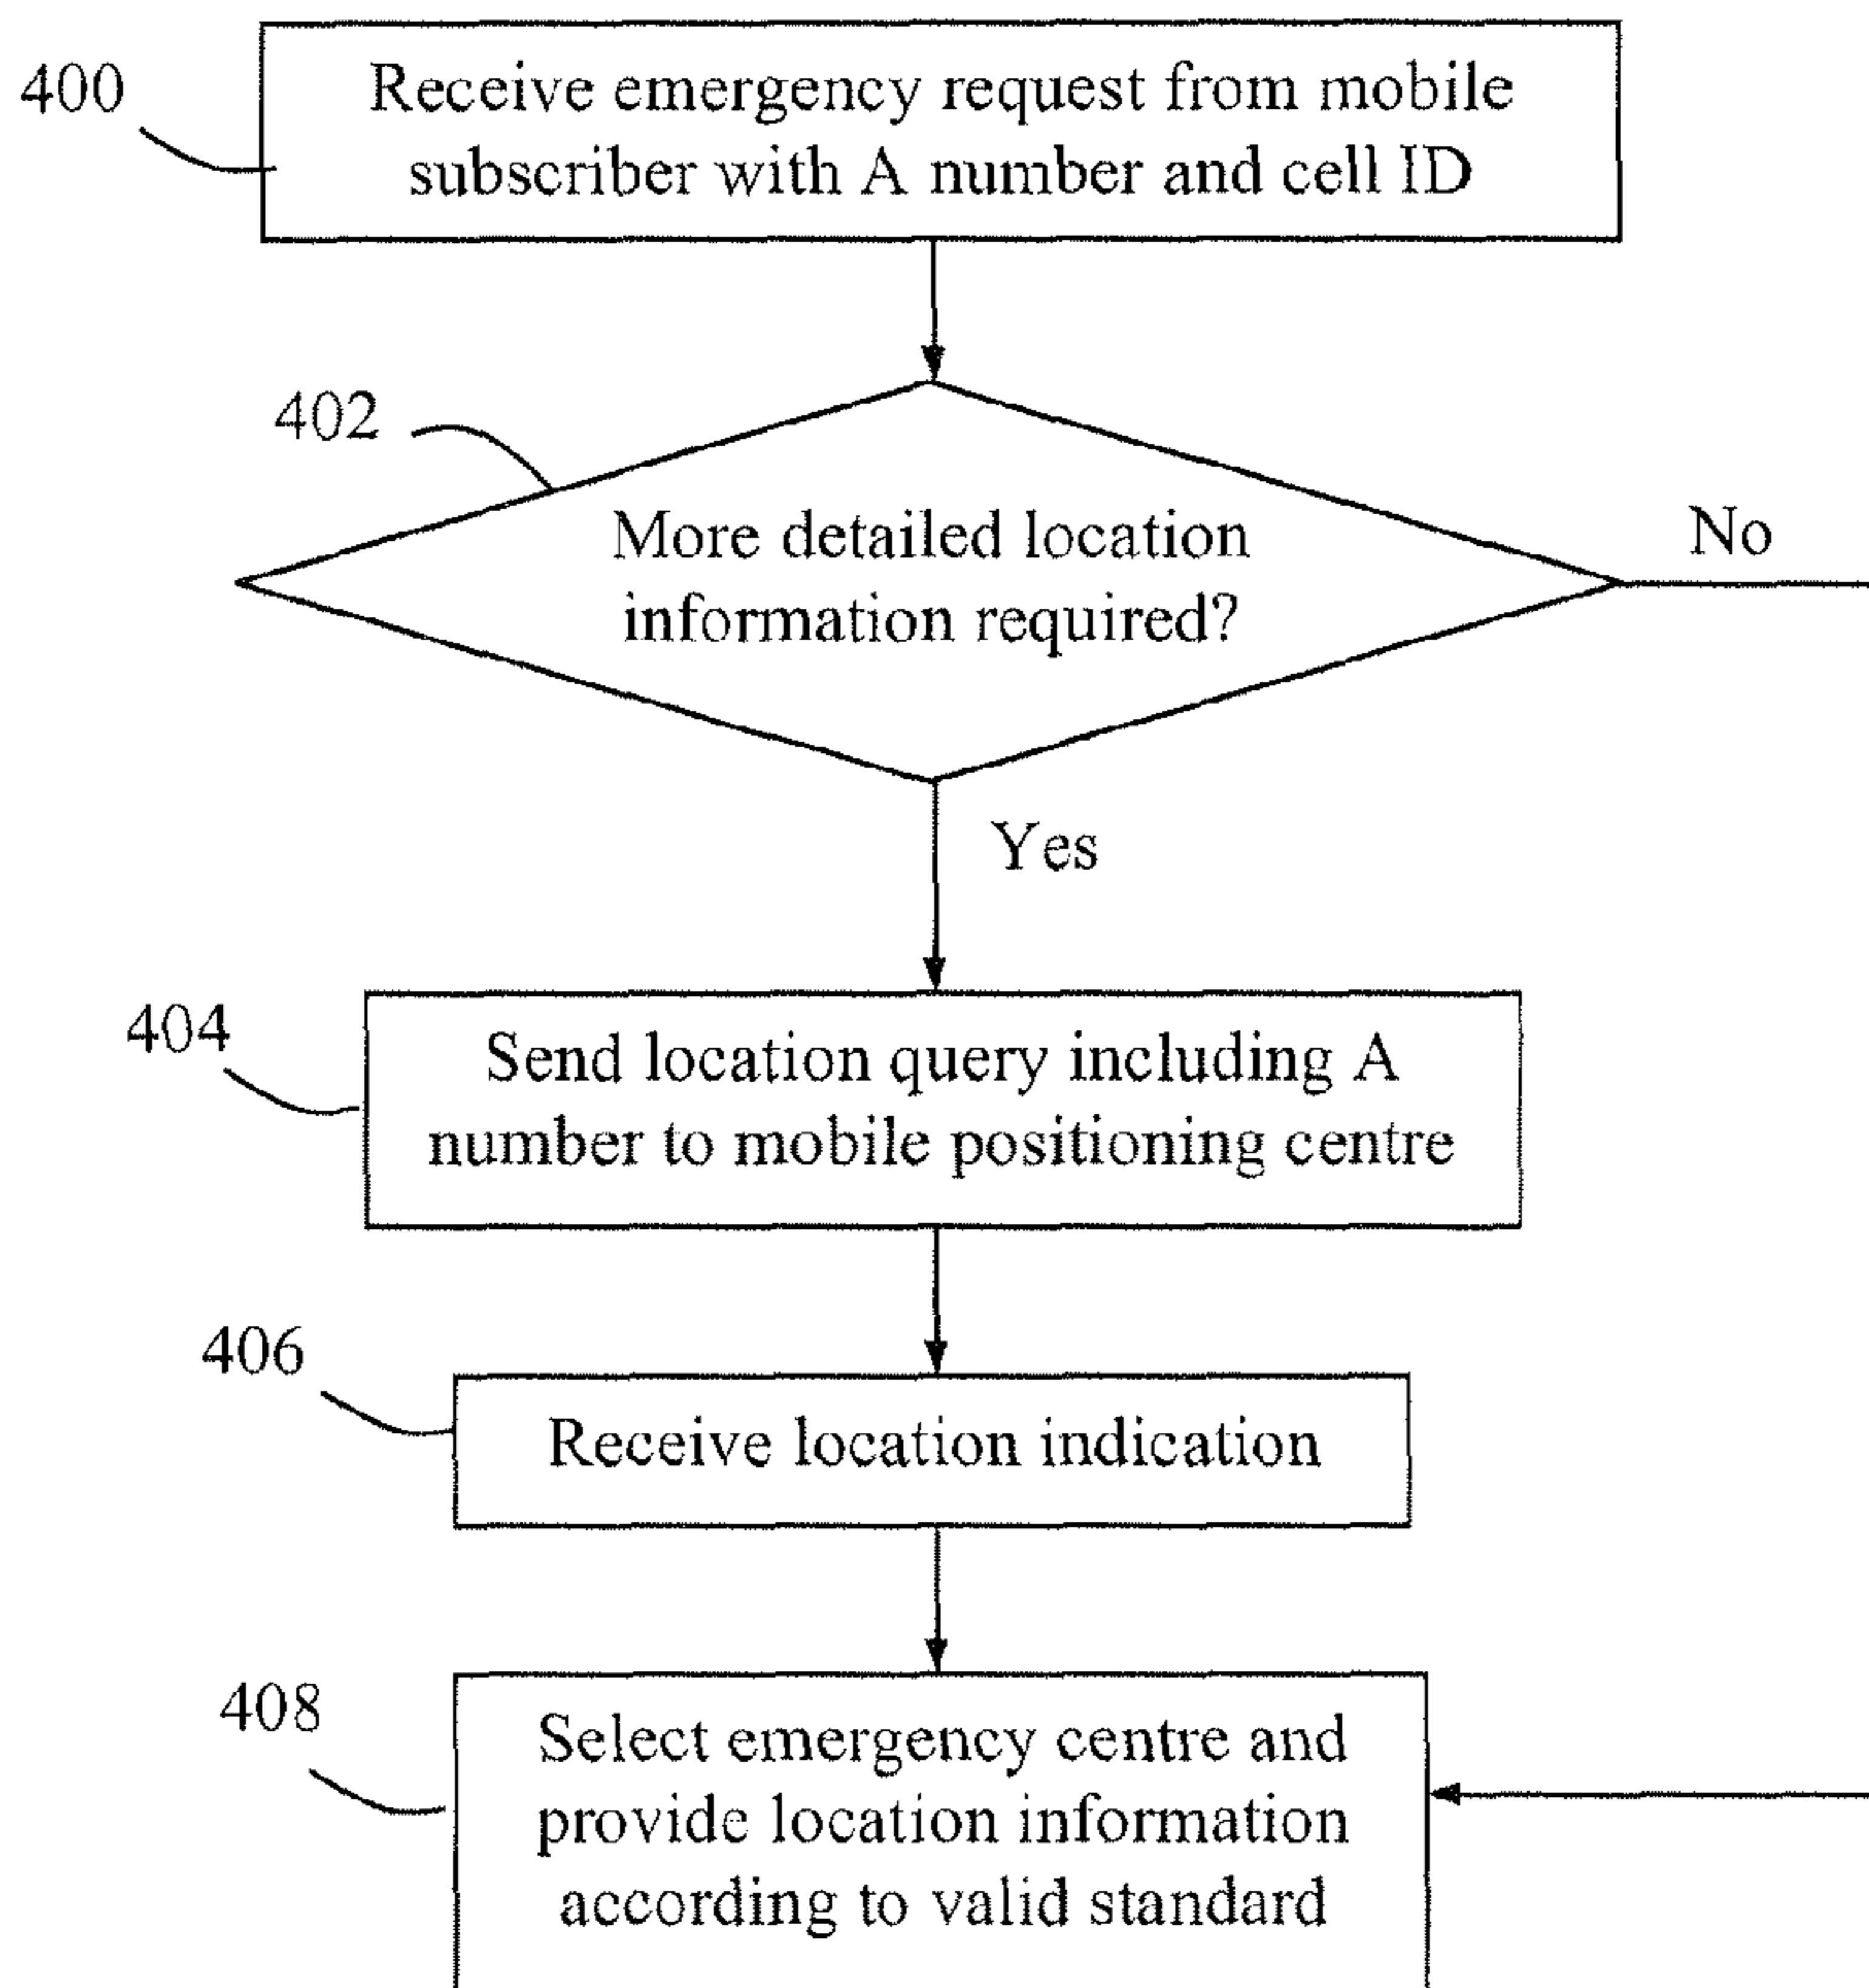 400
Receive emergency request from mobile
subscriber with A number and cell ID
402
More detailed location
information required?
No
Yes
404
Send location query including A
number to mobile positioning centre
406
Receive location indication
408
Select emergency centre and
provide location information
according to valid standard